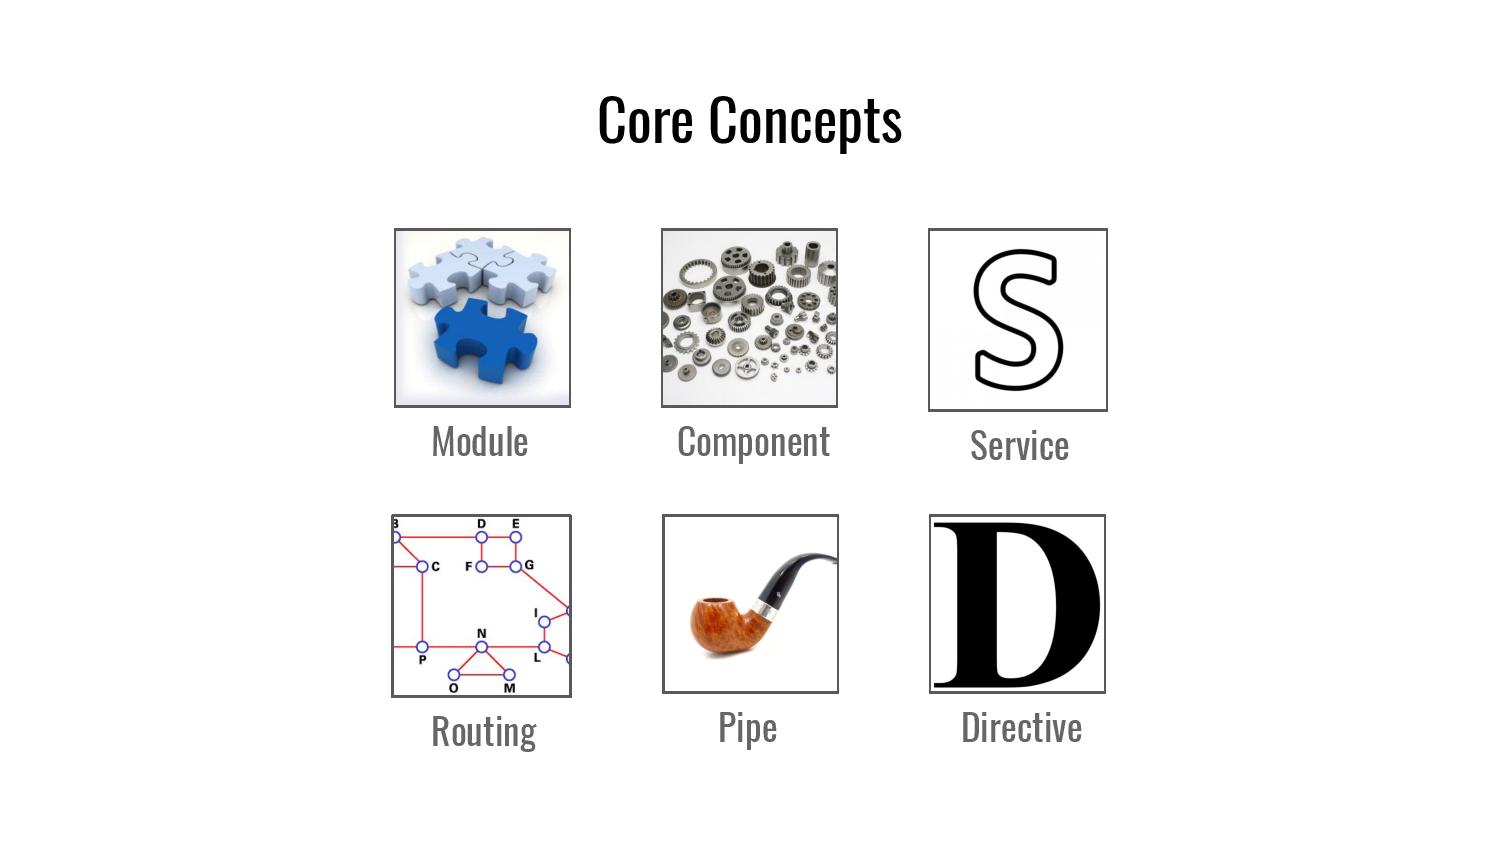 Core Concepts
S
Module
Component
Service
B
D
E
C
F
G
I
N
P
L
O
M
D
Routing
Pipe
Directive